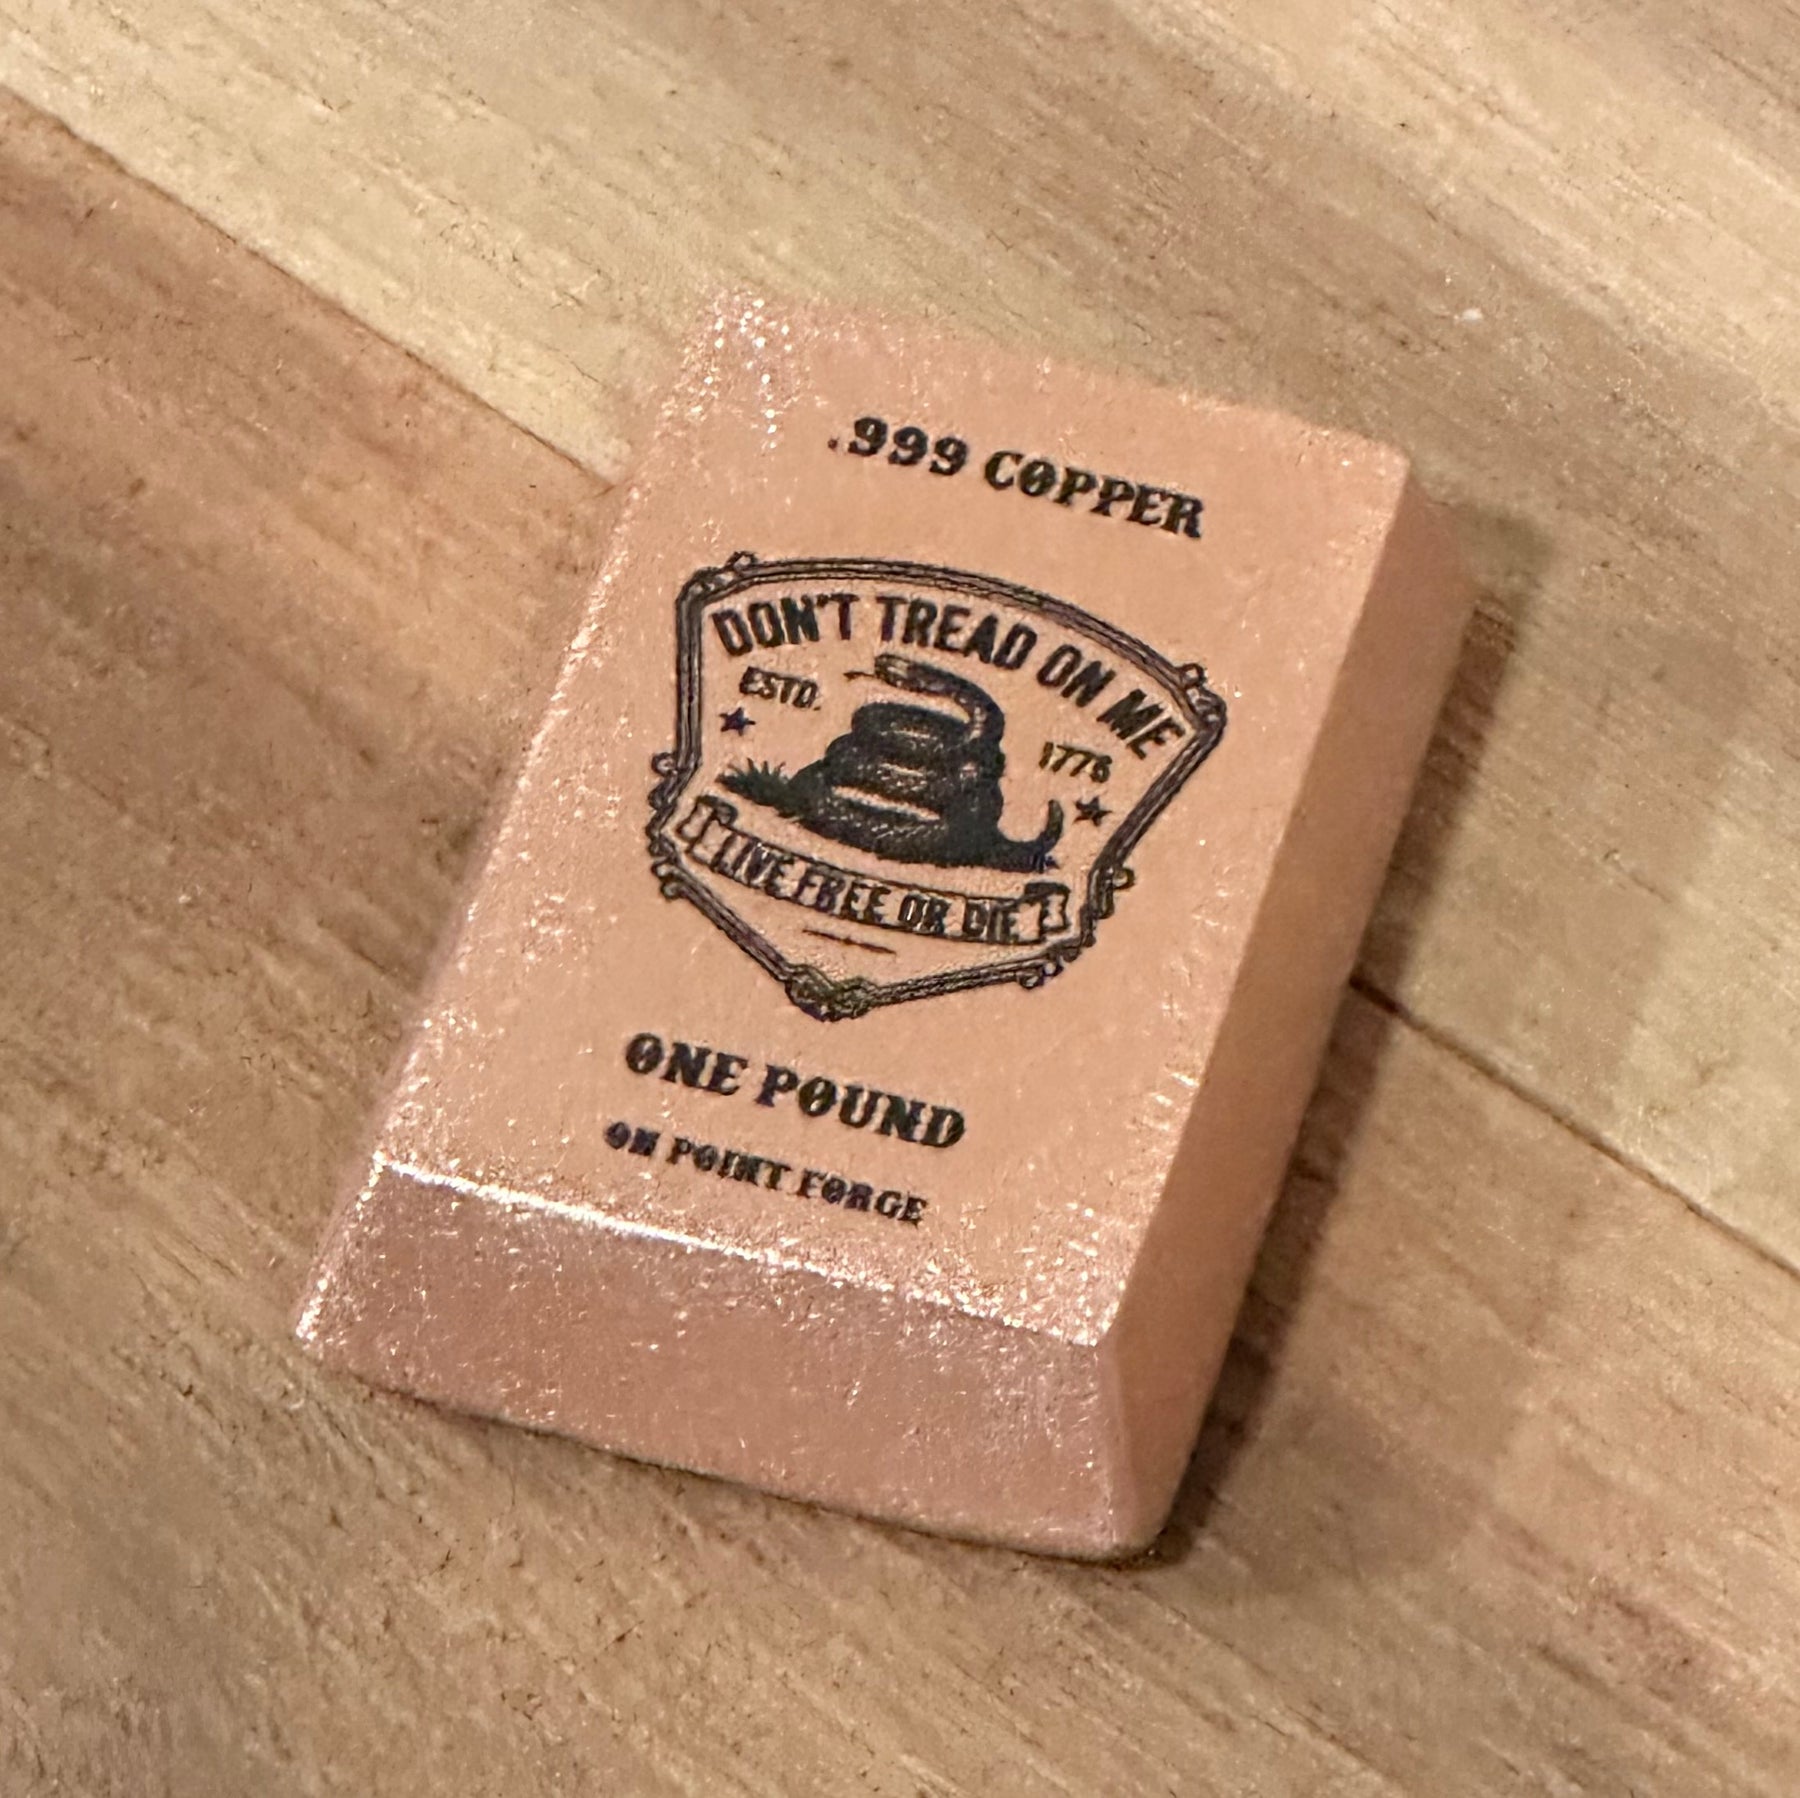 .999 COPPER
DON'T TREAD ON ME
ESTD.
1776
LIVE FREE OR DIE
ONE POUND
ON POINT FORGE